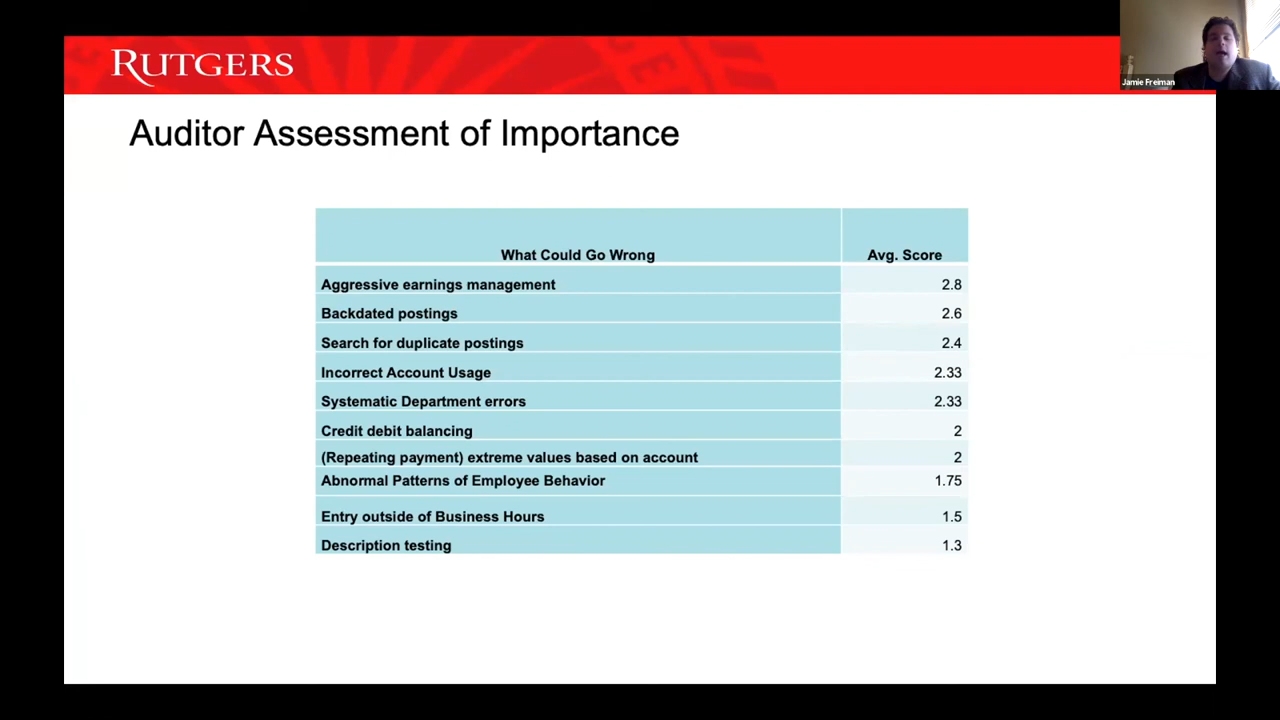 RUTGERS
Jamie Freiman
Auditor Assessment of Importance
What Could Go Wrong Avg. Score
Aggressive earnings management 2.8
Backdated postings 2.6
Search for duplicate postings 2.4
Incorrect Account Usage 2.33
Systematic Department errors 2.33
Credit debit balancing 2
(Repeating payment) extreme values based on account 2
Abnormal Patterns of Employee Behavior 1.75
Entry outside of Business Hours 1.5
Description testing 1.3